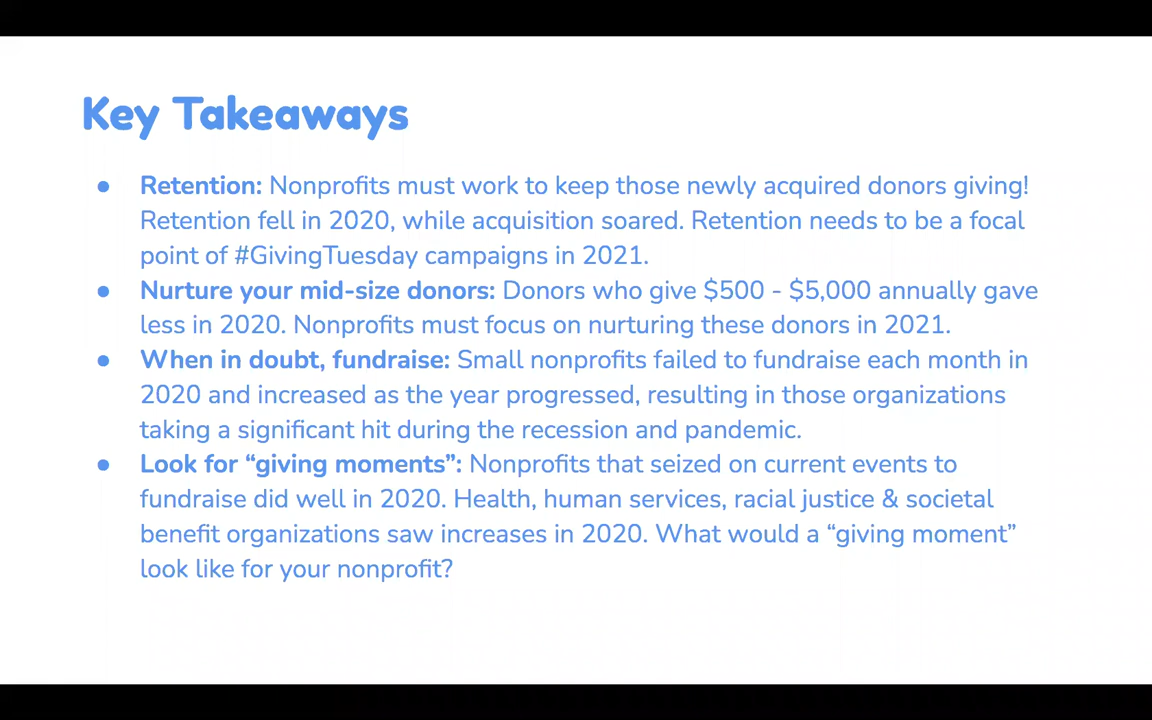 Key Takeaways
● Retention: Nonprofits must work to keep those newly acquired donors giving!
Retention fell in 2020, while acquisition soared. Retention needs to be a focal
point of #GivingTuesday campaigns in 2021.
● Nurture your mid-size donors: Donors who give $500 - $5,000 annually gave
less in 2020. Nonprofits must focus on nurturing these donors in 2021.
● When in doubt, fundraise: Small nonprofits failed to fundraise each month in
2020 and increased as the year progressed, resulting in those organizations
taking a significant hit during the recession and pandemic.
● Look for “giving moments”: Nonprofits that seized on current events to
fundraise did well in 2020. Health, human services, racial justice & societal
benefit organizations saw increases in 2020. What would a “giving moment”
look like for your nonprofit?